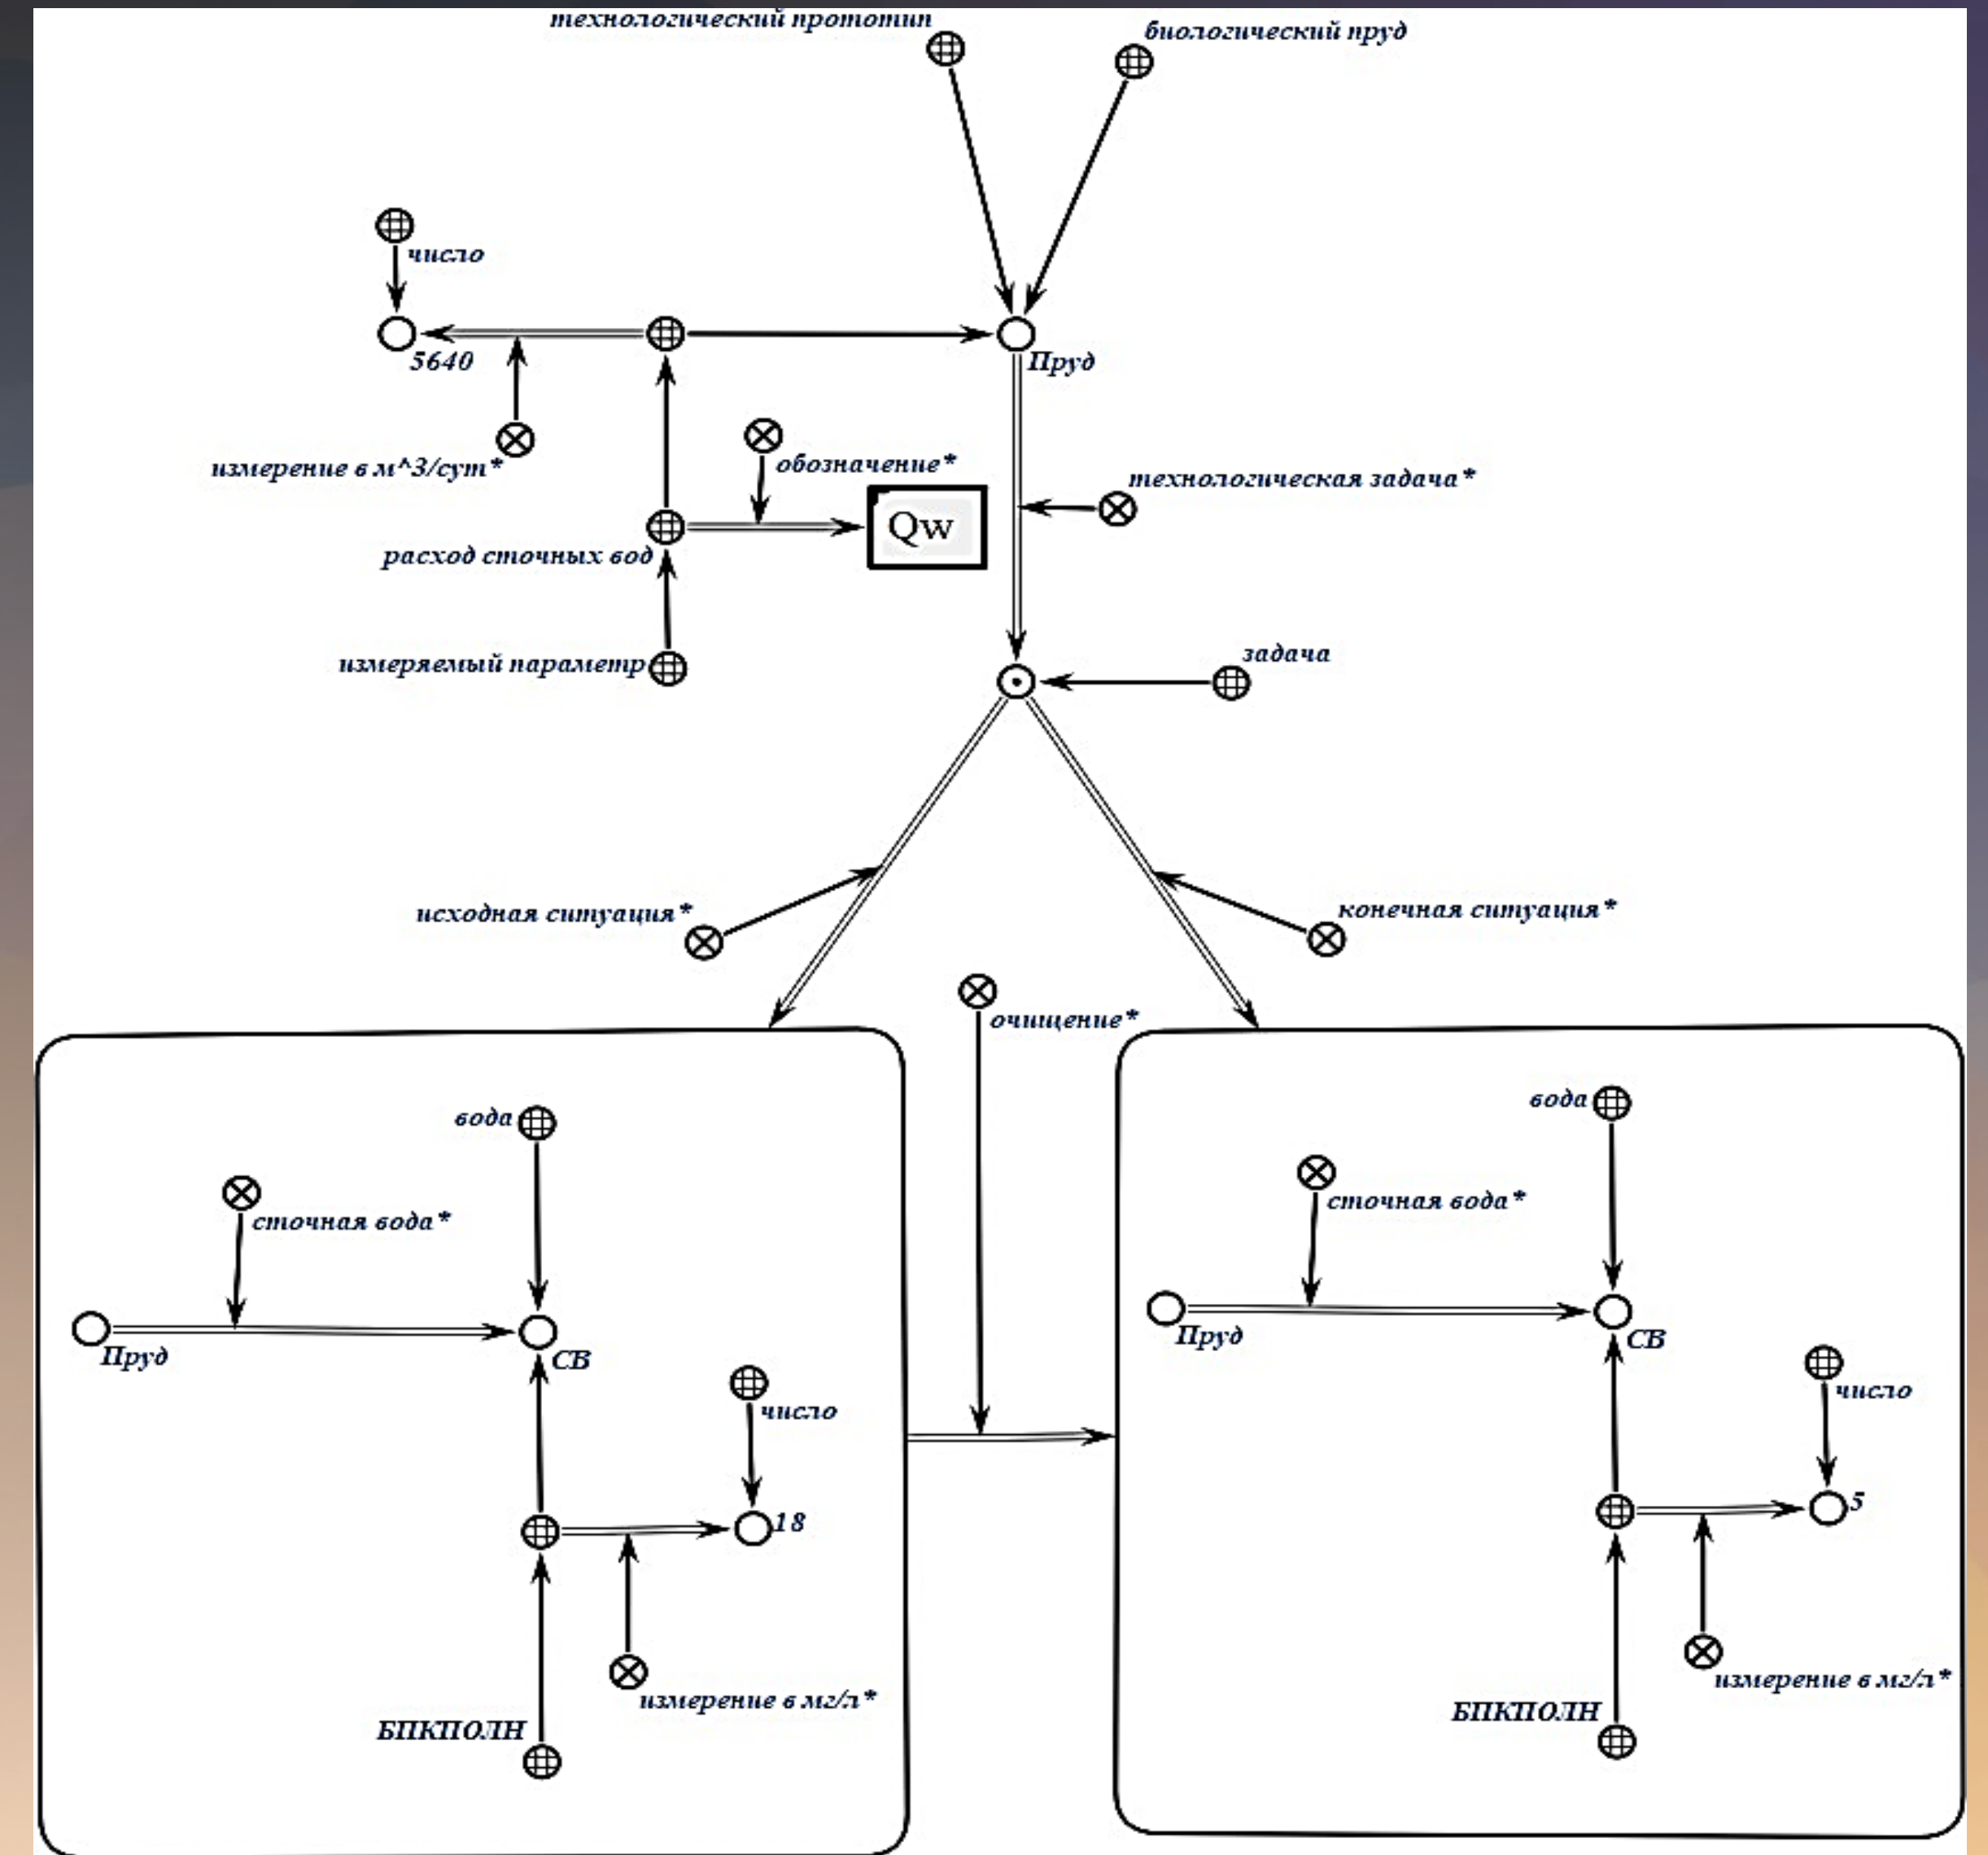 технологический прототип
биологический пруд
число
5640
Пруд
измерение в м^3/сут*
обозначение*
технологическая задача*
Qw
расход сточных вод
измеряемый параметр
задача
исходная ситуация*
конечная ситуация*
очищение*
вода
сточная вода*
Пруд
СВ
число
18
измерение в мг/л*
БПКПОЛН
вода
сточная вода*
Пруд
СВ
число
5
измерение в мг/л*
БПКПОЛН